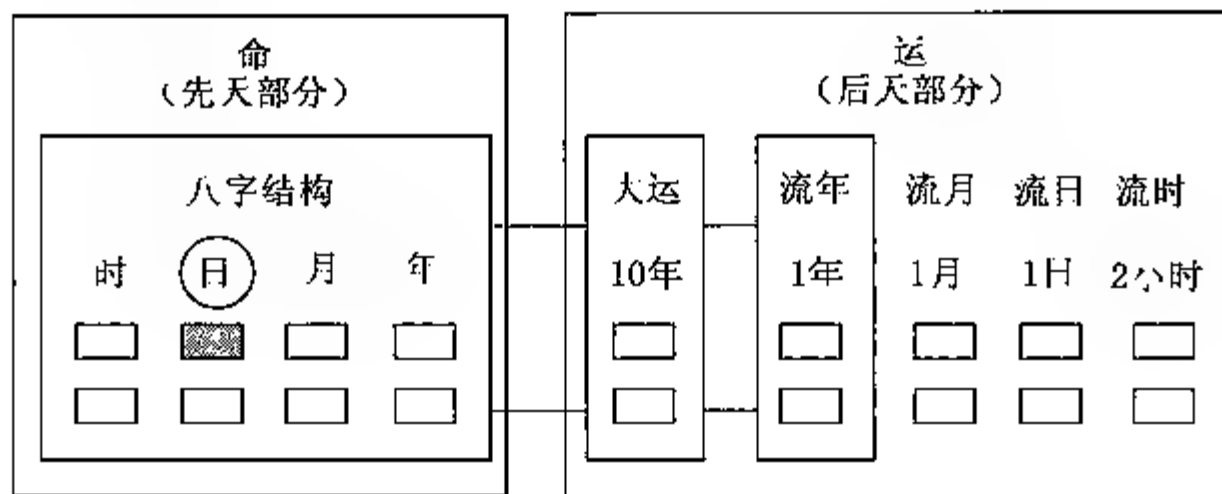 命
（先天部分）
八字结构
时 日 月 年
运
（后天部分）
大运 流年 流月 流日 流时
10年 1年 1月 1日 2小时